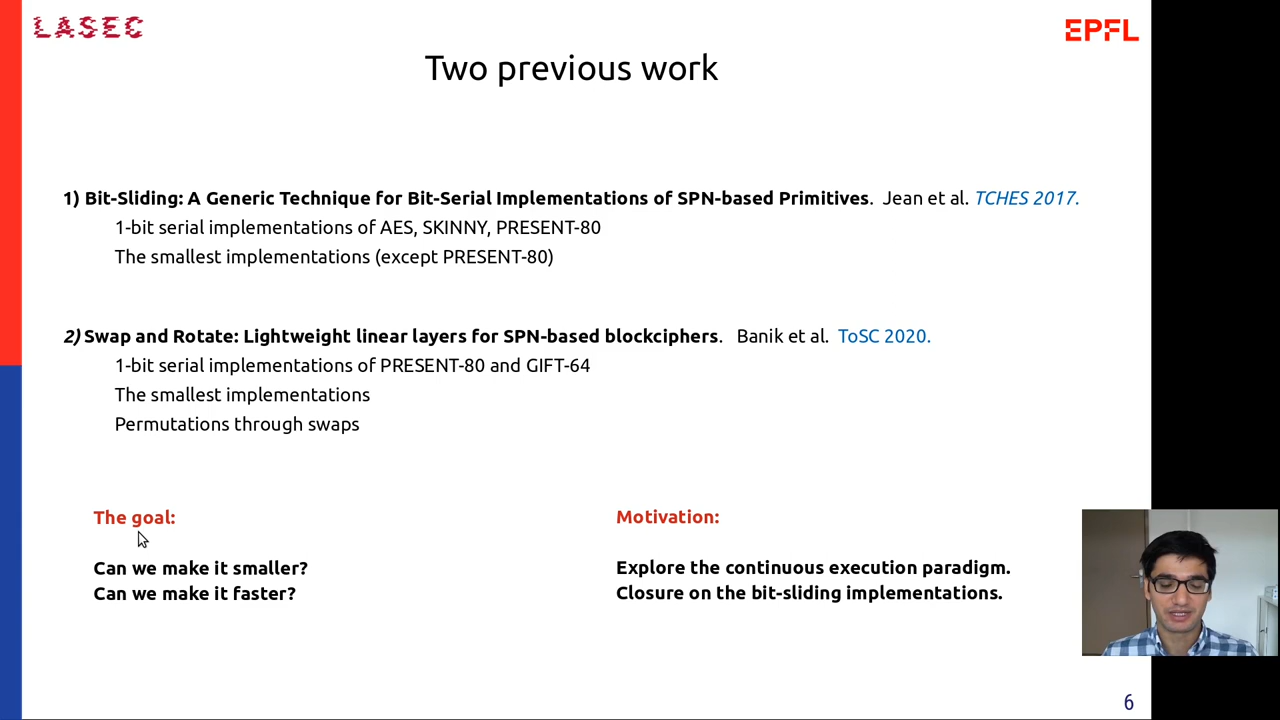 LASEC
EPFL
Two previous work
1) Bit-Sliding: A Generic Technique for Bit-Serial Implementations of SPN-based Primitives. Jean et al. TCHES 2017.
1-bit serial implementations of AES, SKINNY, PRESENT-80
The smallest implementations (except PRESENT-80)
2) Swap and Rotate: Lightweight linear layers for SPN-based blockciphers. Banik et al. ToSC 2020.
1-bit serial implementations of PRESENT-80 and GIFT-64
The smallest implementations
Permutations through swaps
The goal:
Can we make it smaller?
Can we make it faster?
Motivation:
Explore the continuous execution paradigm.
Closure on the bit-sliding implementations.
6